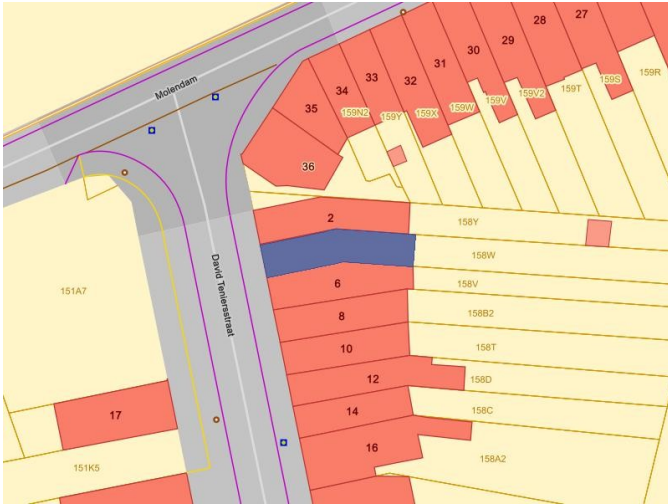 28
27
29
30
159R
31
159S
33
32
159T
34
159V2
159V
Molendam
35
159W
159N2
159X
159Y
36
2
158Y
158W
David Teniersstraat
6
158V
151A7
8
158B2
10
158T
12
158D
17
14
158C
16
158A2
151K5